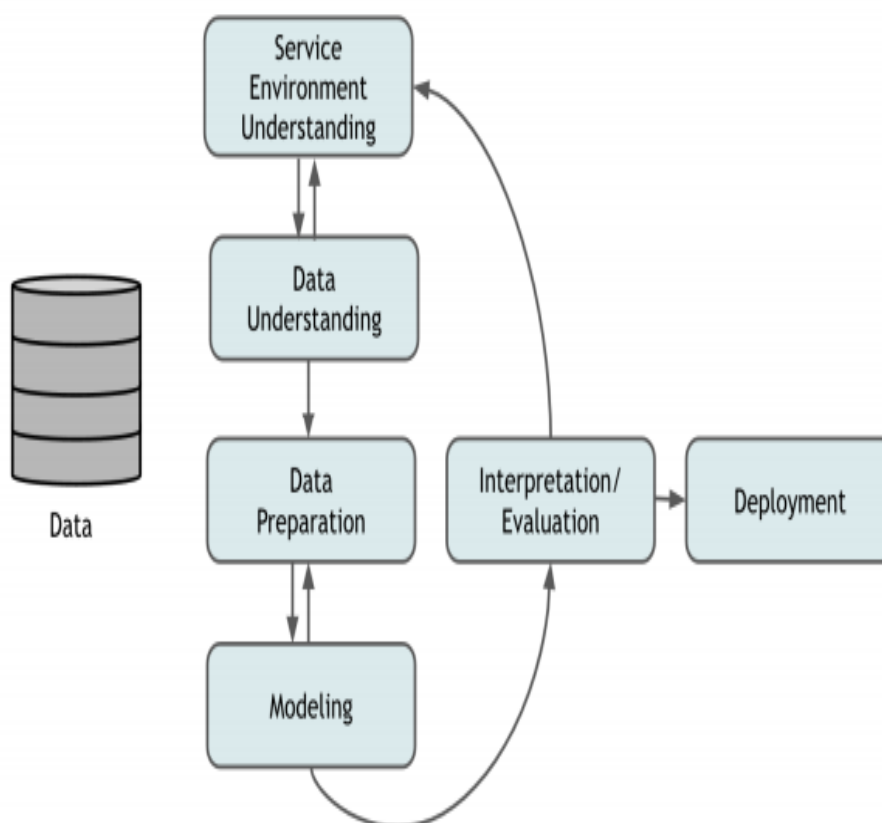 Service
Environment
Understanding
Data
Understanding
Data
Data
Preparation
Interpretation/
Evaluation
Deployment
Modeling